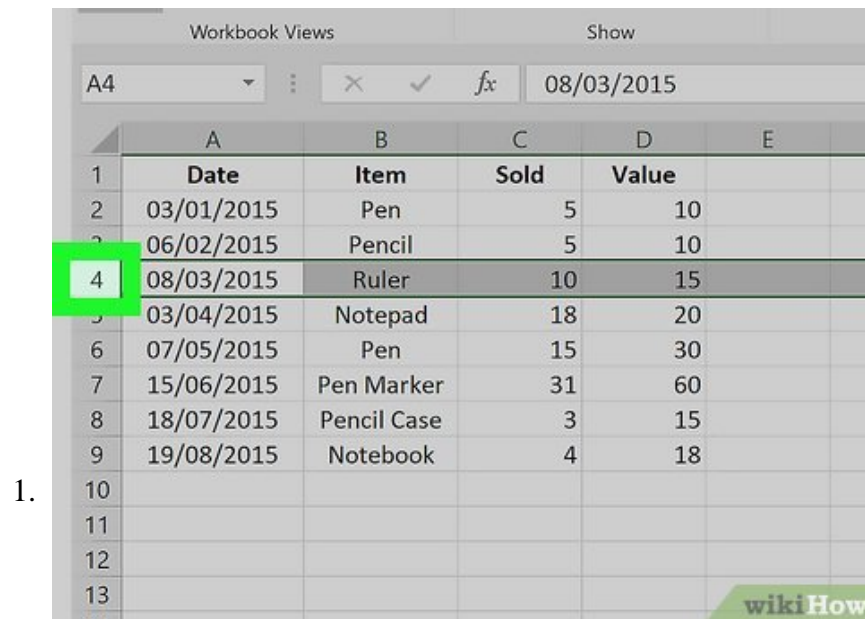 Workbook Views Show
A4 fx 08/03/2015
A B C D E
1 Date Item Sold Value
2 03/01/2015 Pen 5 10
06/02/2015 Pencil 5 10
4 08/03/2015 Ruler 10 15
03/04/2015 Notepad 18 20
6 07/05/2015 Pen 15 30
7 15/06/2015 Pen Marker 31 60
8 18/07/2015 Pencil Case 3 15
9 19/08/2015 Notebook 4 18
1. 10
11
12
13
wikiHow